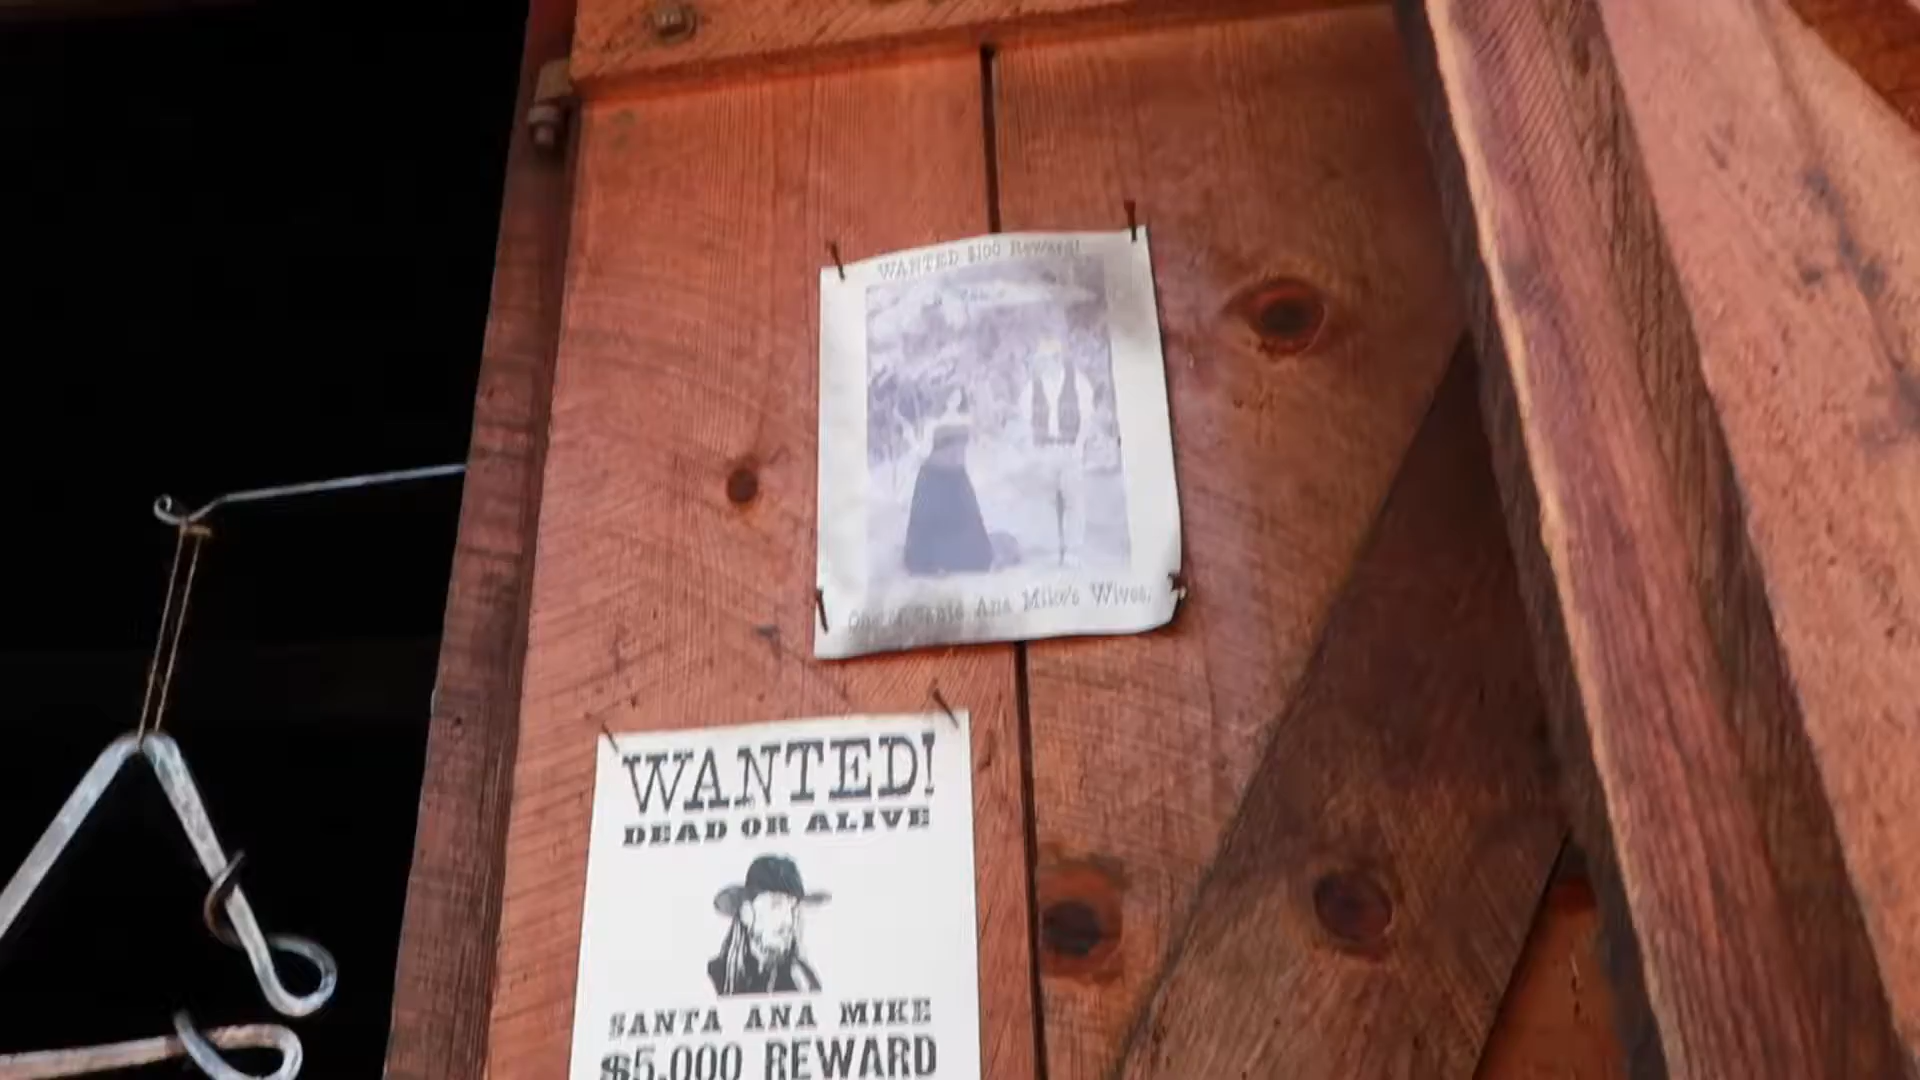 WANTED $100 Reward!
One of Santa Ana Mike's Wives.
WANTED!
DEAD OR ALIVE
SANTA ANA MIKE
$5,000 REWARD